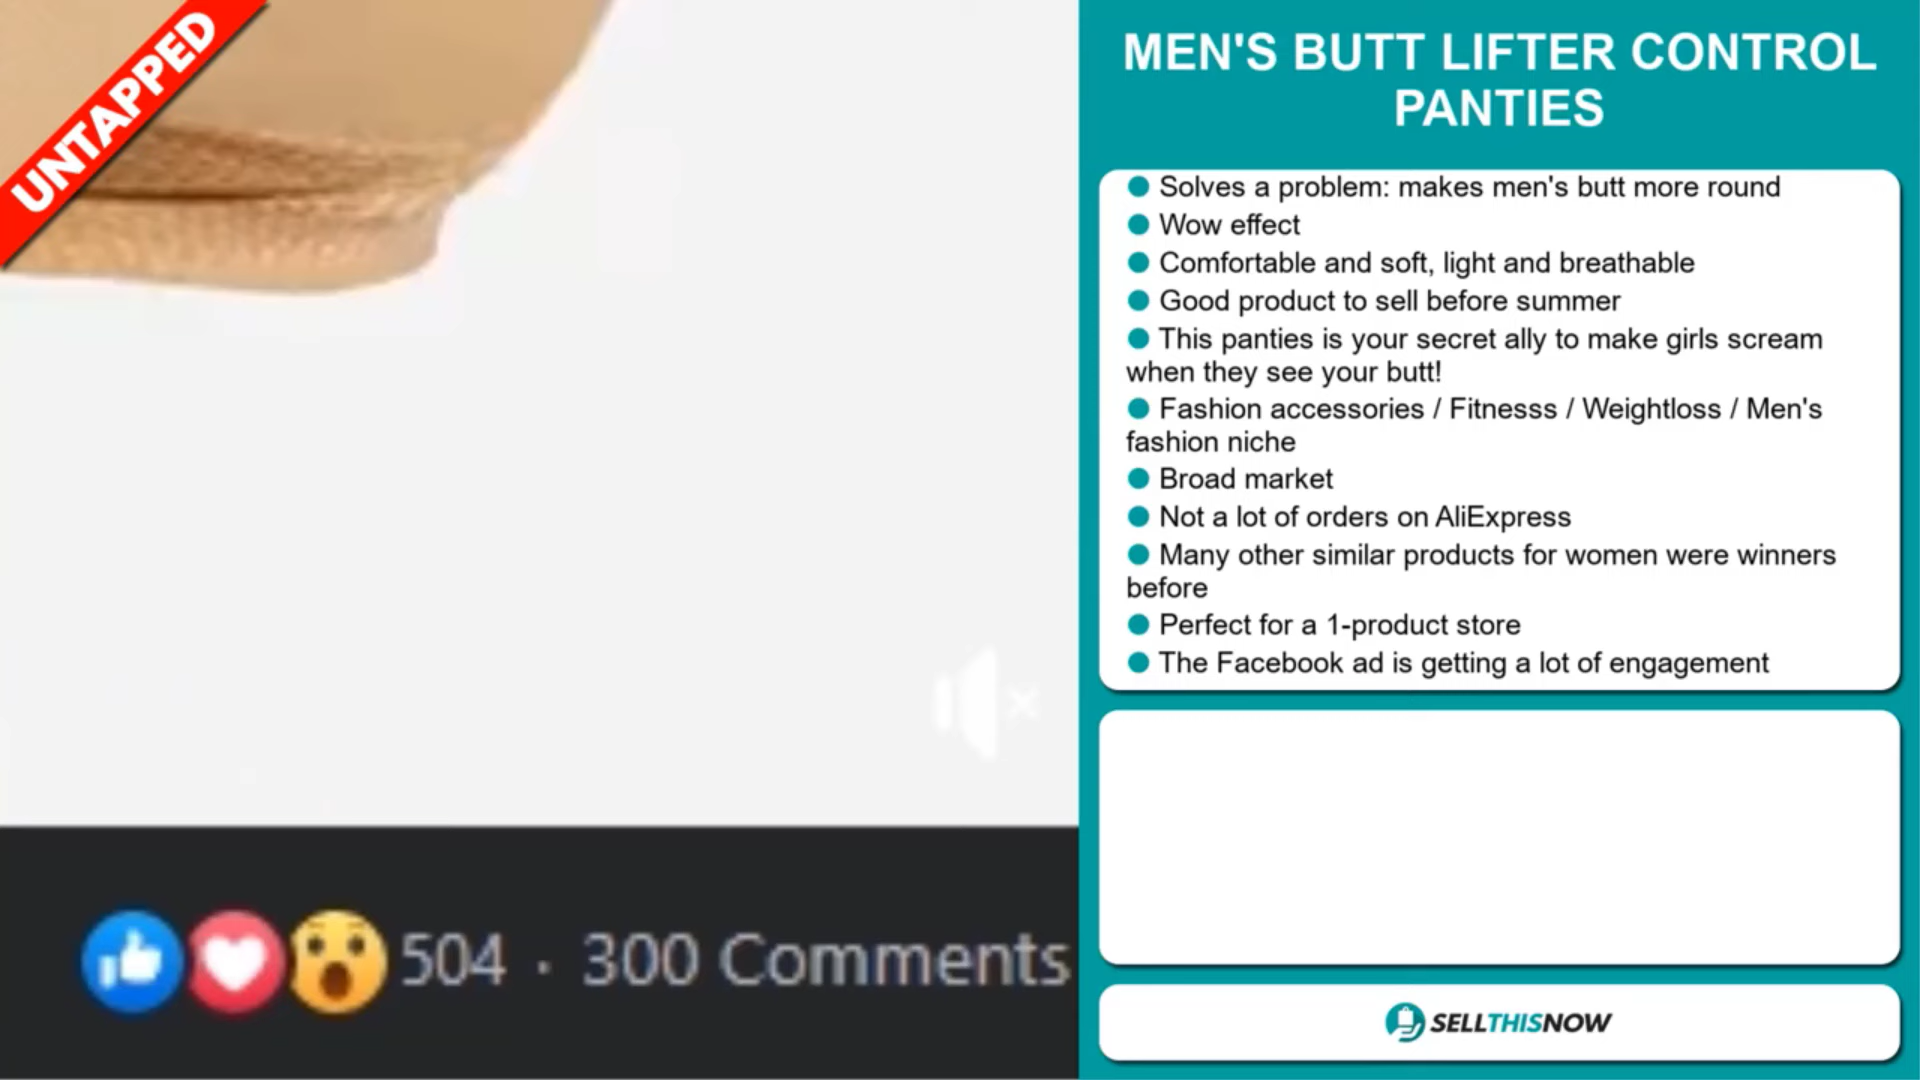 UNTAPPED
504 · 300 Comments
MEN'S BUTT LIFTER CONTROL
PANTIES
Solves a problem: makes men's butt more round
Wow effect
Comfortable and soft, light and breathable
Good product to sell before summer
This panties is your secret ally to make girls scream
when they see your butt!
Fashion accessories / Fitnesss / Weightloss / Men's
fashion niche
Broad market
Not a lot of orders on AliExpress
Many other similar products for women were winners
before
Perfect for a 1-product store
The Facebook ad is getting a lot of engagement
SELLTHISNOW